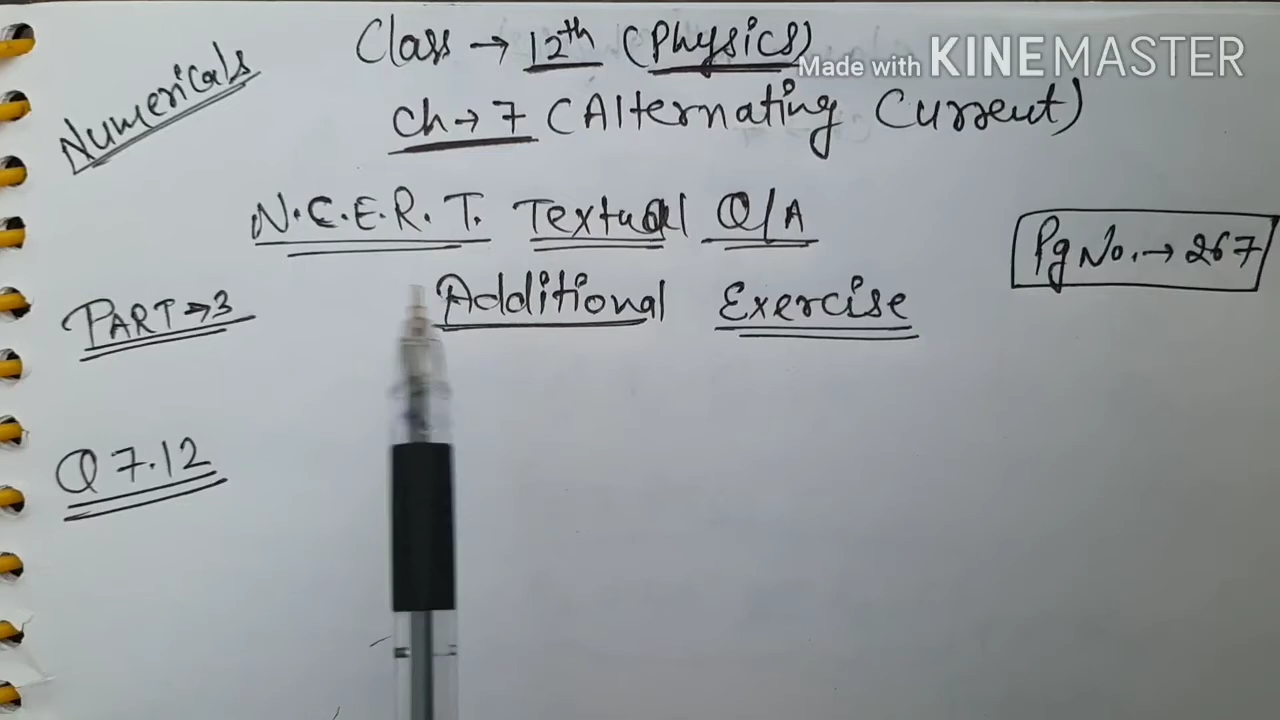 Class → 12th (Physics)
Made with KINEMASTER
Numericals
Ch → 7 (Alternating Current)
N.C.E.R.T. Textual Q/A
Pg No. → 267
Additional Exercise
PART → 3
Q 7.12